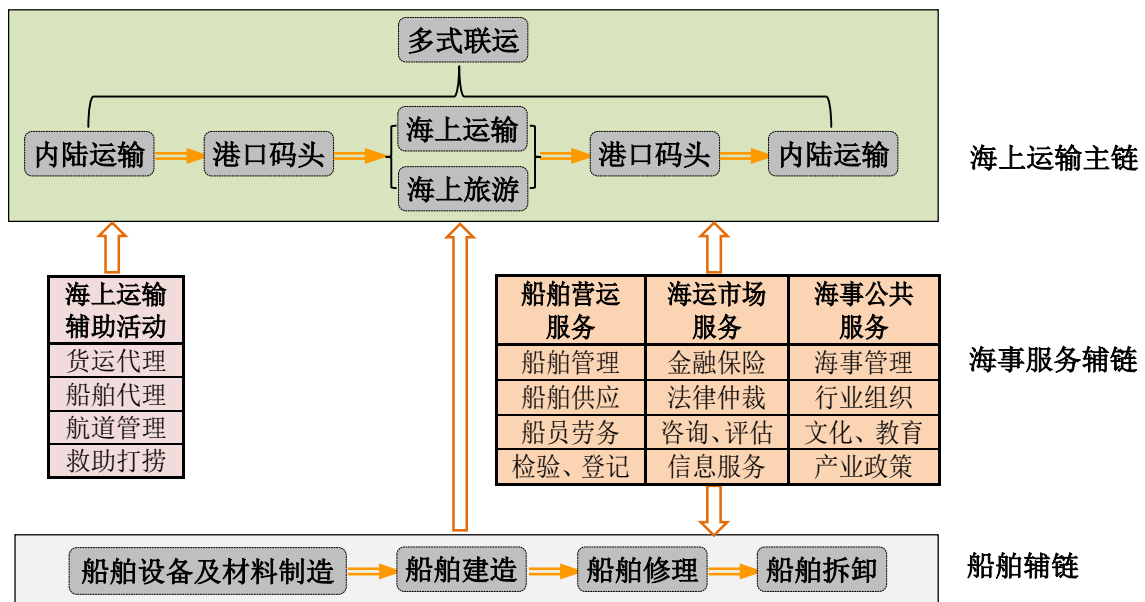 多式联运
内陆运输
港口码头
海上运输
海上旅游
港口码头
内陆运输
海上运输主链
海上运输
辅助活动
货运代理
船舶代理
航道管理
救助打捞
船舶营运
服务
海运市场
服务
海事公共
服务
船舶管理
金融保险
海事管理
船舶供应
法律仲裁
行业组织
船员劳务
咨询、评估
文化、教育
检验、登记
信息服务
产业政策
海事服务辅链
船舶设备及材料制造
船舶建造
船舶修理
船舶拆卸
船舶辅链